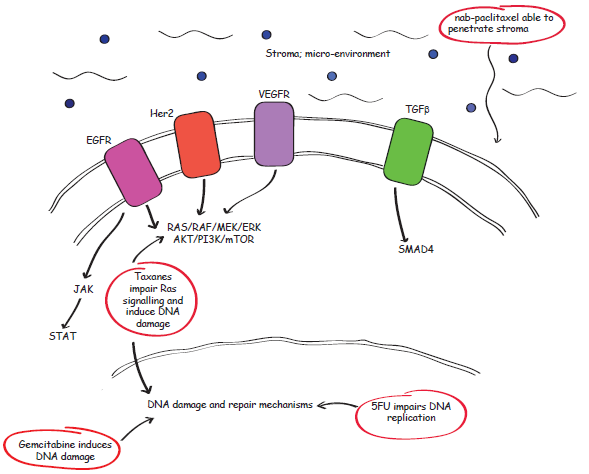 nab-paclitaxel able to
penetrate stroma
Stroma; micro-environment
VEGFR
Her2
TGFβ
EGFR
RAS/RAF/MEK/ERK
AKT/PI3K/mTOR
SMAD4
JAK
Taxanes
impair Ras
signalling and
induce DNA
damage
STAT
DNA damage and repair mechanisms
5FU impairs DNA
replication
Gemcitabine induces
DNA damage